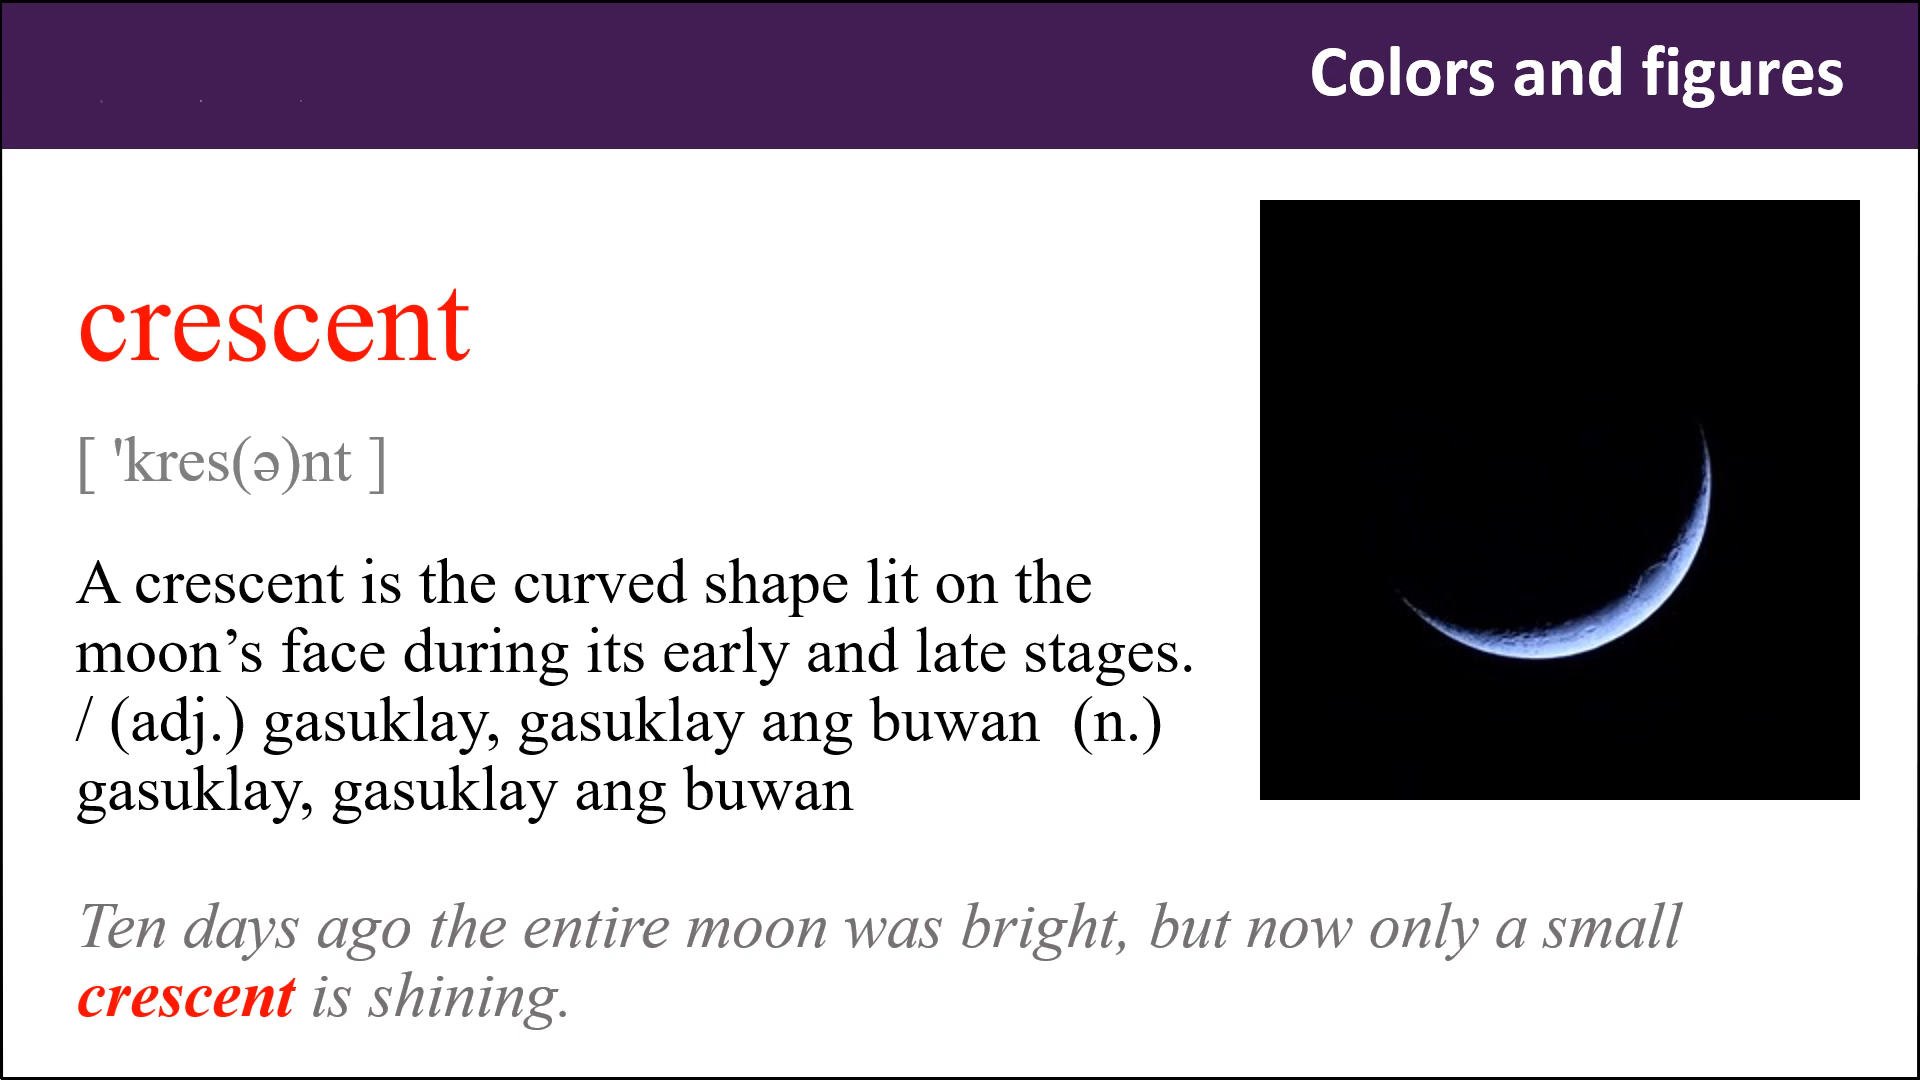 Colors and figures
crescent
[ 'kres(ə)nt ]
A crescent is the curved shape lit on the
moon’s face during its early and late stages.
/ (adj.) gasuklay, gasuklay ang buwan  (n.)
gasuklay, gasuklay ang buwan
Ten days ago the entire moon was bright, but now only a small
crescent is shining.